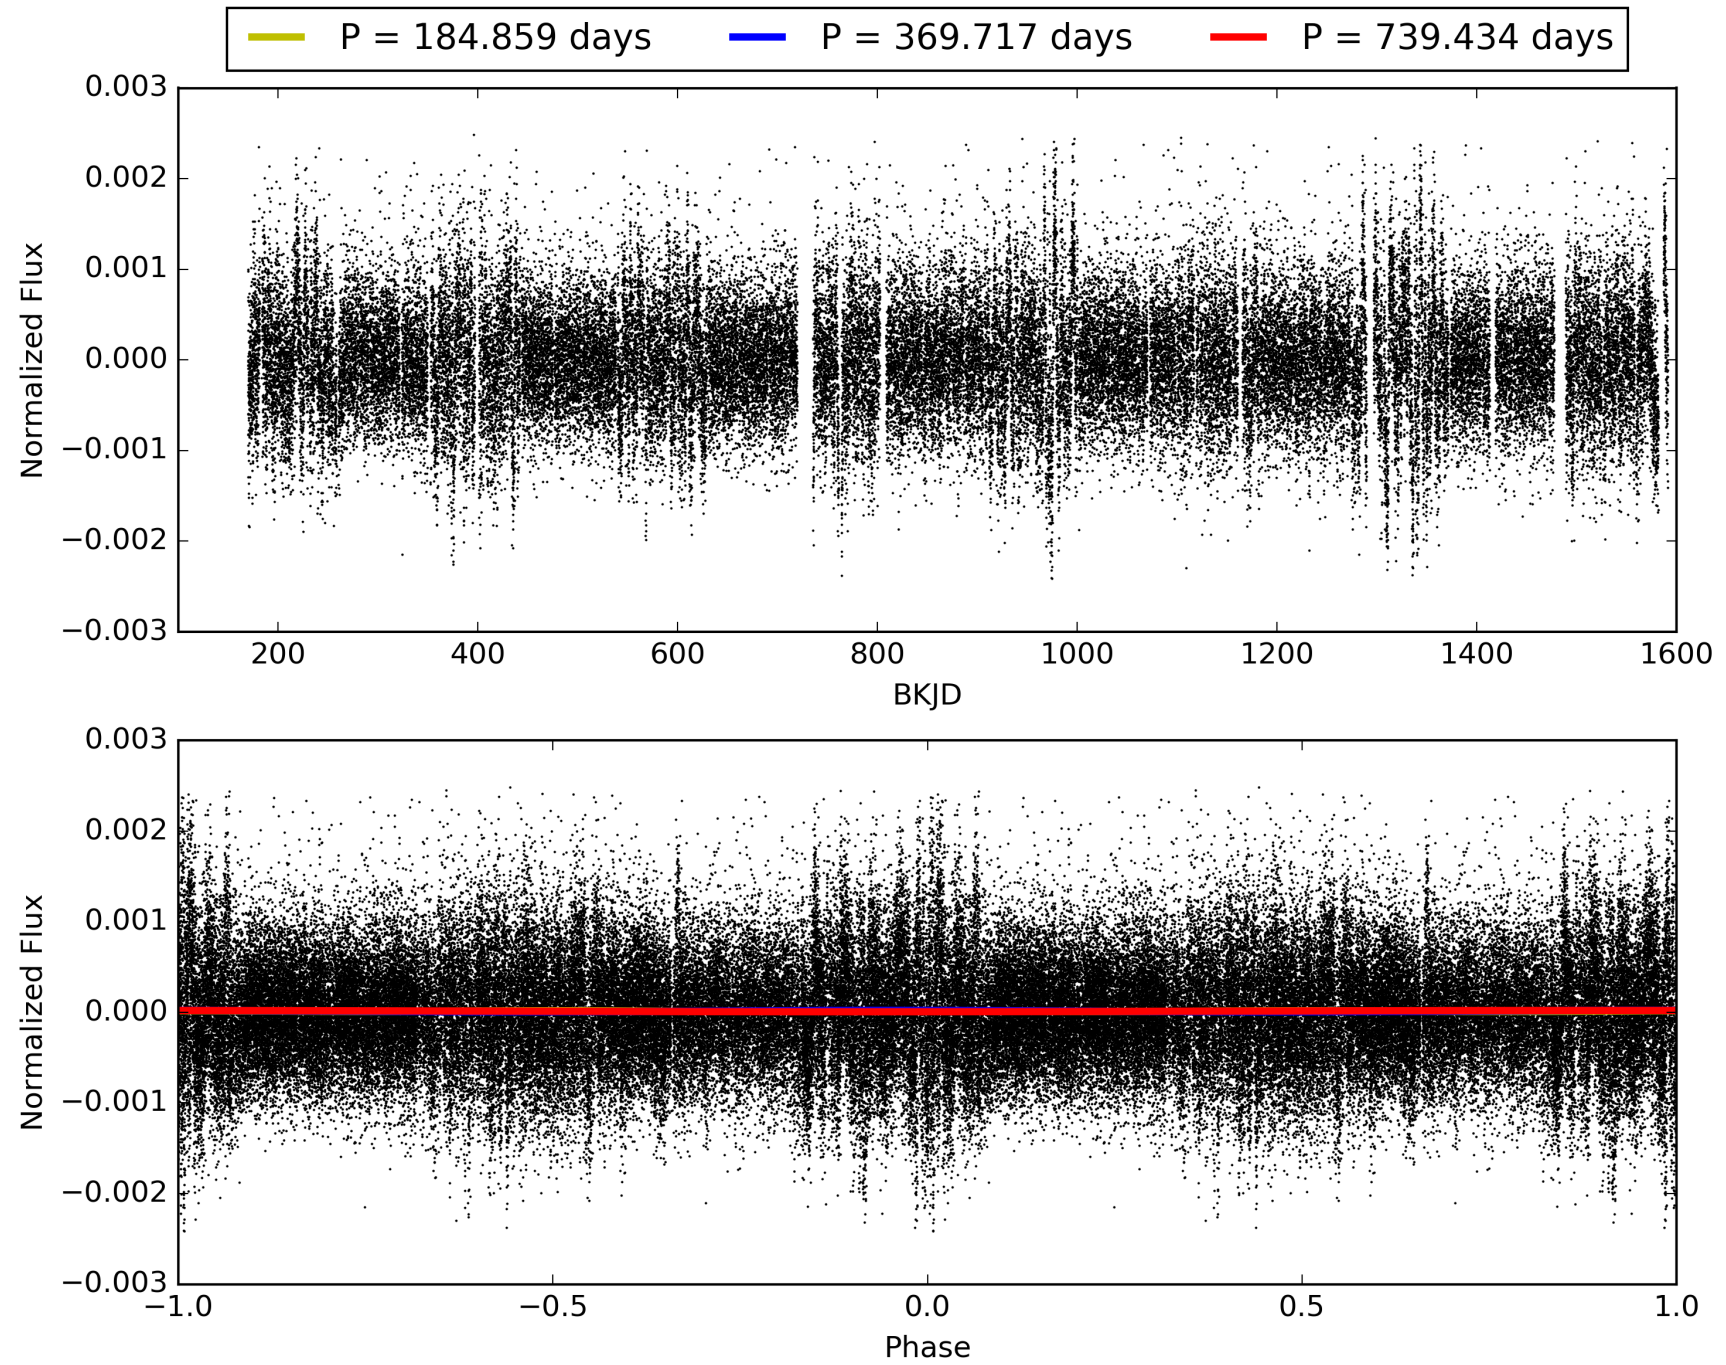 P = 184.859 days P = 369.717 days P = 739.434 days
0.003
0.002
0.001
0.000
−0.001
−0.002
−0.003
Normalized Flux
200 400 600 800 1000 1200 1400 1600
BKJD
0.003
0.002
0.001
0.000
−0.001
−0.002
−0.003
Normalized Flux
−1.0 −0.5 0.0 0.5 1.0
Phase